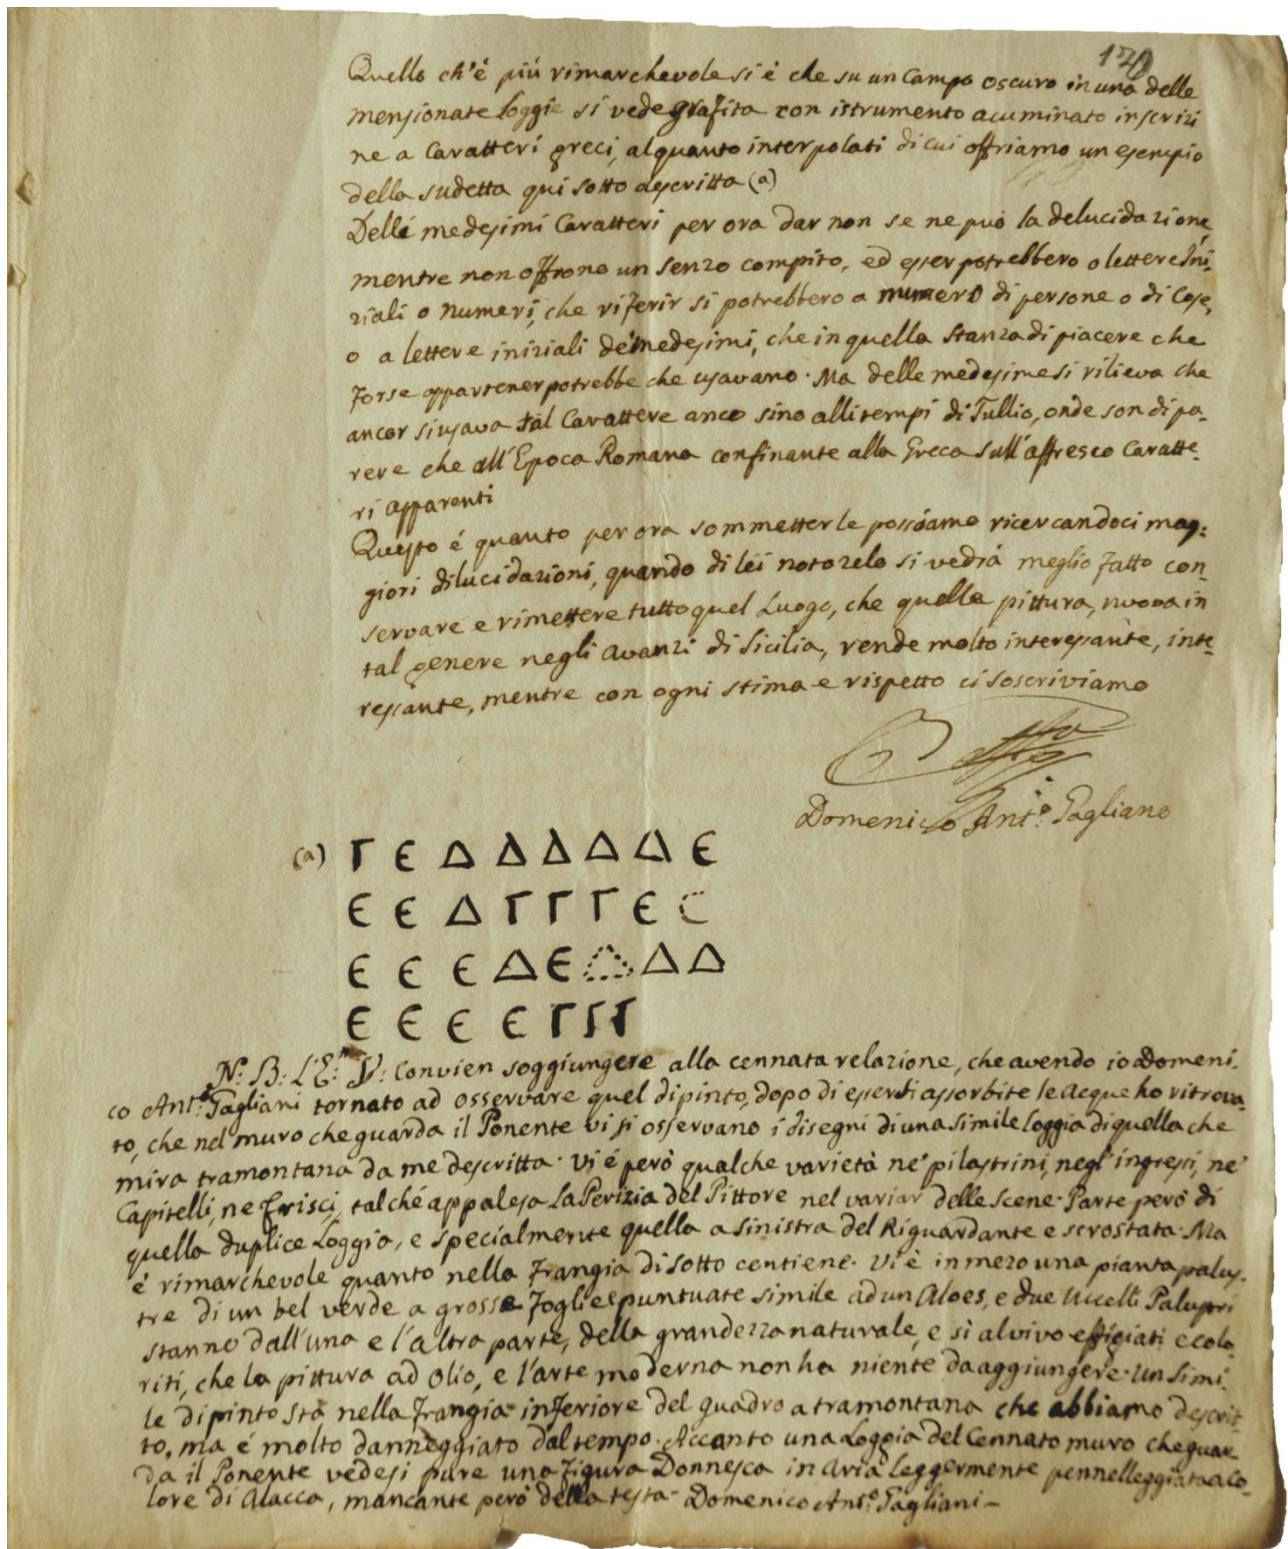 170
Quello ch'è più rimarchevole si è che su un Campo oscuro in una delle
mensionate Loggie si vede grafita con istrumento acuminato inscrizi
ne a Caratteri greci, alquanto interpolati di cui offriamo un esempio
della sudetta qui sotto descritta (a)
Delli medesimi Caratteri per ora dar non se ne può la delucidazione,
mentre non offrono un senzo compito, ed esser potrebbero o lettere Ini-
ziali o Numeri, che riferir si potrebbero a numero di persone o di Cose,
o a lettere iniziali de' medesimi, che in quella stanza di piacere che
forse appartener potrebbe che usavano. Ma delle medesime si rilieva che
ancor si usava tal Carattere anco sino alli tempi di Tullio, onde son di pa-
rere che all'Epoca Romana confinante alla Greca sull'affresco Caratte-
ri apparenti
Questo é quanto per ora sommetterle possiamo ricercandoci mag:
giori dilucidazioni, quando di lei noto zelo si vedrà meglio fatto con-
servare e rimettere tutto quel Luogo, che quella pittura, nuova in
tal genere negli avanzi di Sicilia, rende molto interessante, inte-
ressante, mentre con ogni stima e rispetto ci soscriviamo
Domenico Ant.º Gagliano
(a) Γ Є Δ Δ Δ Δ Δ Є
Є Є Δ Γ Γ Γ Є C
Є Є Є Δ Є Δ Δ Δ
Є Є Є Є Γ Γ Γ
N.º B: L'E.ª V: Convien soggiungere alla cennata relazione, che avendo io Domeni-
co Ant.º Gagliani tornato ad osservare quel dipinto, dopo di essersi assorbite le acque ho ritrova-
to, che nel muro che guarda il Ponente vi si osservano i disegni di una simile Loggia di quella che
mira tramontana da me descritta. Vi é però qualche varietà ne' pilastrini, negl'ingressi, ne'
Capitelli, ne frisci, talché appalesa la Perizia del Pittore nel variar delle Scene. Parte però di
quella duplice Loggia, e specialmente quella a sinistra del Riguardante e scrostata. Ma
é rimarchevole quanto nella frangia di sotto contiene. Vi è in mezo una pianta palus-
tre di un bel verde a grosse foglie e puntuate simile ad un Aloes, e due Uccelli Palustri
stanno dall'una e l'altra parte, della grandezza naturale, e sì al vivo effigiati e colo-
riti, che la pittura ad olio, e l'arte moderna non ha niente da aggiungere. Un simi-
le dipinto sta nella frangia inferiore del quadro a tramontana che abbiamo descrit-
to, ma é molto danneggiato dal tempo. Accanto una Loggia del Cennato muro che guar-
da il Ponente vedesi pure una figura Donnesca in aria leggermente pennelleggiata a Co-
lore di Alacca, mancante però della testa - Domenico Ant.º Gagliani -